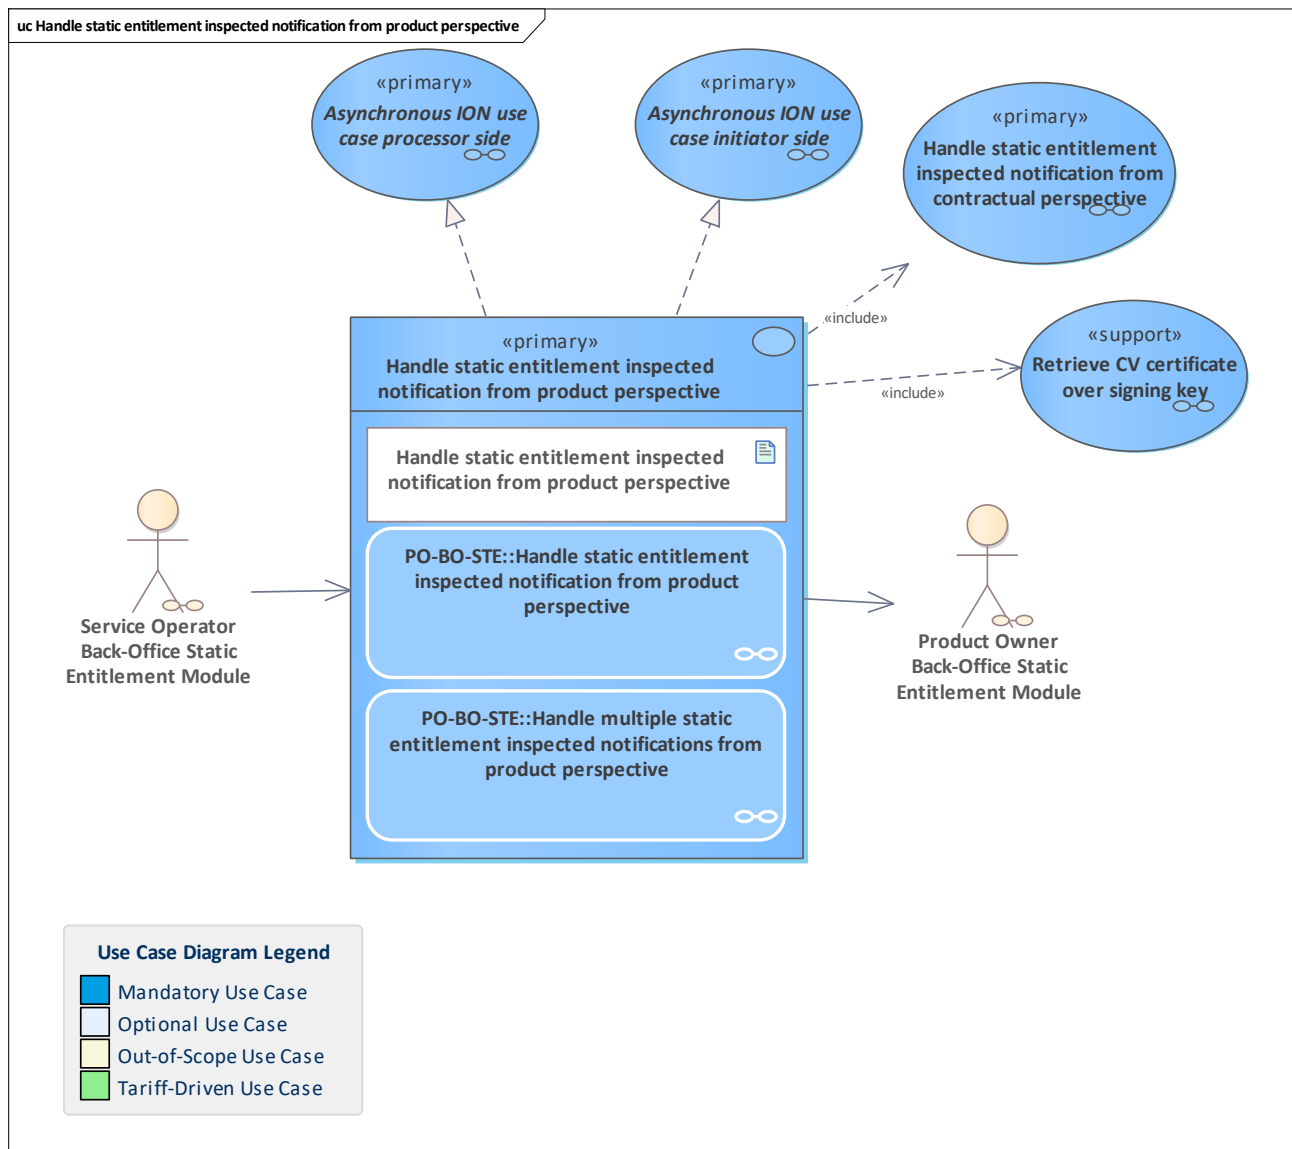 uc Handle static entitlement inspected notification from product perspective
«primary»
Asynchronous ION use
case processor side
«primary»
Asynchronous ION use
case initiator side
«primary»
Handle static entitlement
inspected notification from
contractual perspective
«include»
«support»
Retrieve CV certificate
over signing key
«include»
«primary»
Handle static entitlement inspected
notification from product perspective
Handle static entitlement inspected
notification from product perspective
PO-BO-STE::Handle static entitlement
inspected notification from product
perspective
PO-BO-STE::Handle multiple static
entitlement inspected notifications from
product perspective
Service Operator
Back-Office Static
Entitlement Module
Product Owner
Back-Office Static
Entitlement Module
Use Case Diagram Legend
Mandatory Use Case
Optional Use Case
Out-of-Scope Use Case
Tariff-Driven Use Case